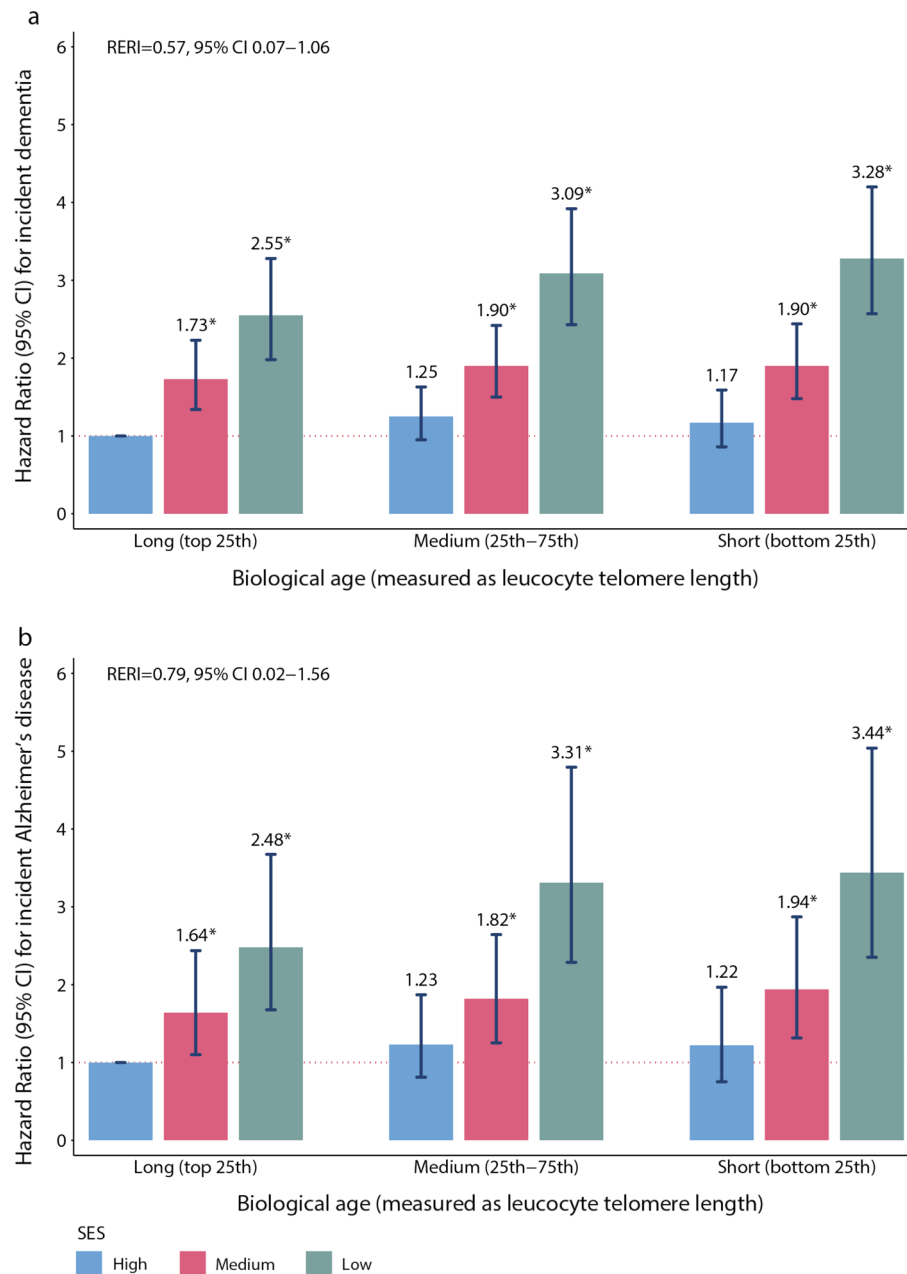 a
RERI=0.57, 95% CI 0.07–1.06
Hazard Ratio (95% CI) for incident dementia
6
5
4
3
2
1
0
1.73*
2.55*
1.25
1.90*
3.09*
1.17
1.90*
3.28*
Long (top 25th)
Medium (25th–75th)
Short (bottom 25th)
Biological age (measured as leucocyte telomere length)
b
RERI=0.79, 95% CI 0.02–1.56
Hazard Ratio (95% CI) for incident Alzheimer's disease
6
5
4
3
2
1
0
1.64*
2.48*
1.23
1.82*
3.31*
1.22
1.94*
3.44*
Long (top 25th)
Medium (25th–75th)
Short (bottom 25th)
Biological age (measured as leucocyte telomere length)
SES
High
Medium
Low